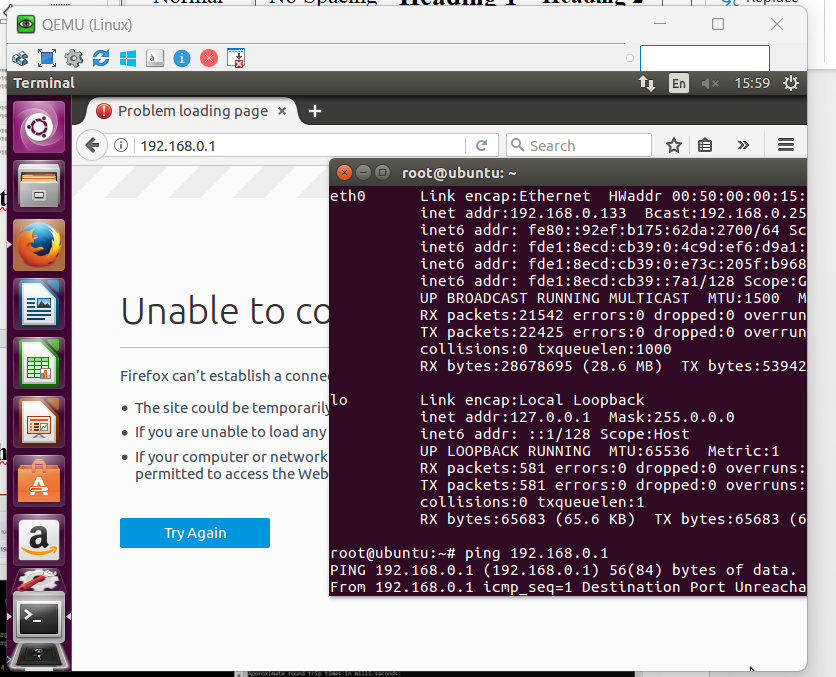 Normal
No Spacing
Heading 1
Heading 2
Replace
QEMU (Linux)
Terminal
En
15:59
Problem loading page
192.168.0.1
Search
Unable to co
Firefox can't establish a conne
The site could be temporarily
If you are unable to load any
If your computer or network
permitted to access the Web
Try Again
root@ubuntu: ~
eth0 Link encap:Ethernet HWaddr 00:50:00:00:15:
inet addr:192.168.0.133 Bcast:192.168.0.25
inet6 addr: fe80::92ef:b175:62da:2700/64 Sc
inet6 addr: fde1:8ecd:cb39:0:4c9d:ef6:d9a1:
inet6 addr: fde1:8ecd:cb39:0:e73c:205f:b968
inet6 addr: fde1:8ecd:cb39::7a1/128 Scope:G
UP BROADCAST RUNNING MULTICAST MTU:1500 M
RX packets:21542 errors:0 dropped:0 overrun
TX packets:22425 errors:0 dropped:0 overrun
collisions:0 txqueuelen:1000
RX bytes:28678695 (28.6 MB) TX bytes:53942
lo Link encap:Local Loopback
inet addr:127.0.0.1 Mask:255.0.0.0
inet6 addr: ::1/128 Scope:Host
UP LOOPBACK RUNNING MTU:65536 Metric:1
RX packets:581 errors:0 dropped:0 overruns:
TX packets:581 errors:0 dropped:0 overruns:
collisions:0 txqueuelen:1
RX bytes:65683 (65.6 KB) TX bytes:65683 (6
root@ubuntu:~# ping 192.168.0.1
PING 192.168.0.1 (192.168.0.1) 56(84) bytes of data.
From 192.168.0.1 icmp_seq=1 Destination Port Unreacha
Approximate round trip times in milli-seconds: